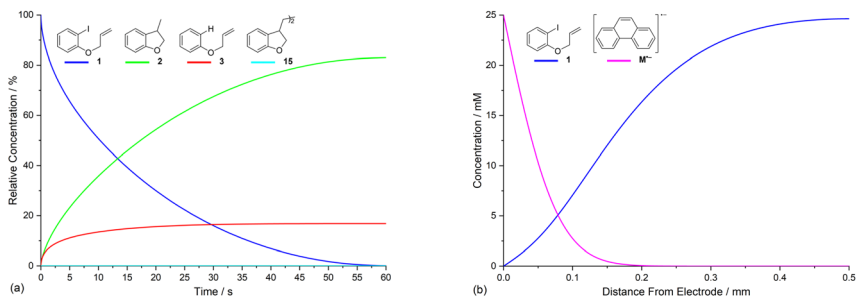 I
O
O
H
O
)2
O
1
2
3
15
100
80
60
40
20
0
Relative Concentration / %
0 5 10 15 20 25 30 35 40 45 50 55 60
Time / s
(a)
I
O
•−
1
M•−
25
20
15
10
5
0
Concentration / mM
0.0 0.1 0.2 0.3 0.4 0.5
Distance From Electrode / mm
(b)